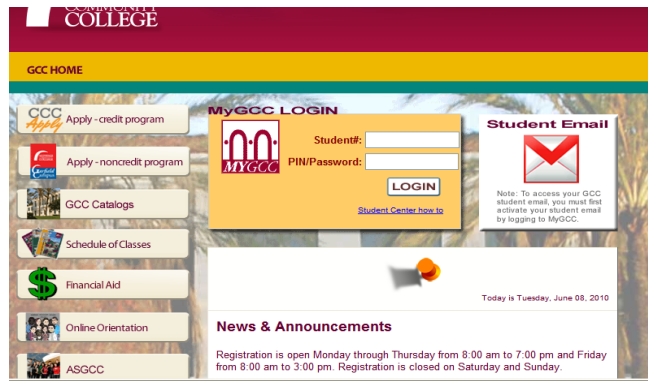 COMMUNITY
COLLEGE
GCC HOME
CCC
Apply
Apply - credit program
Apply - noncredit program
GCC Catalogs
Schedule of Classes
Financial Aid
Online Orientation
ASGCC
MyGCC LOGIN
MYGCC
Student#:
PIN/Password:
LOGIN
Student Center how to
Student Email
Note: To access your GCC
student email, you must first
activate your student email
by logging to MyGCC.
Today is Tuesday, June 08, 2010
News & Announcements
Registration is open Monday through Thursday from 8:00 am to 7:00 pm and Friday
from 8:00 am to 3:00 pm. Registration is closed on Saturday and Sunday.